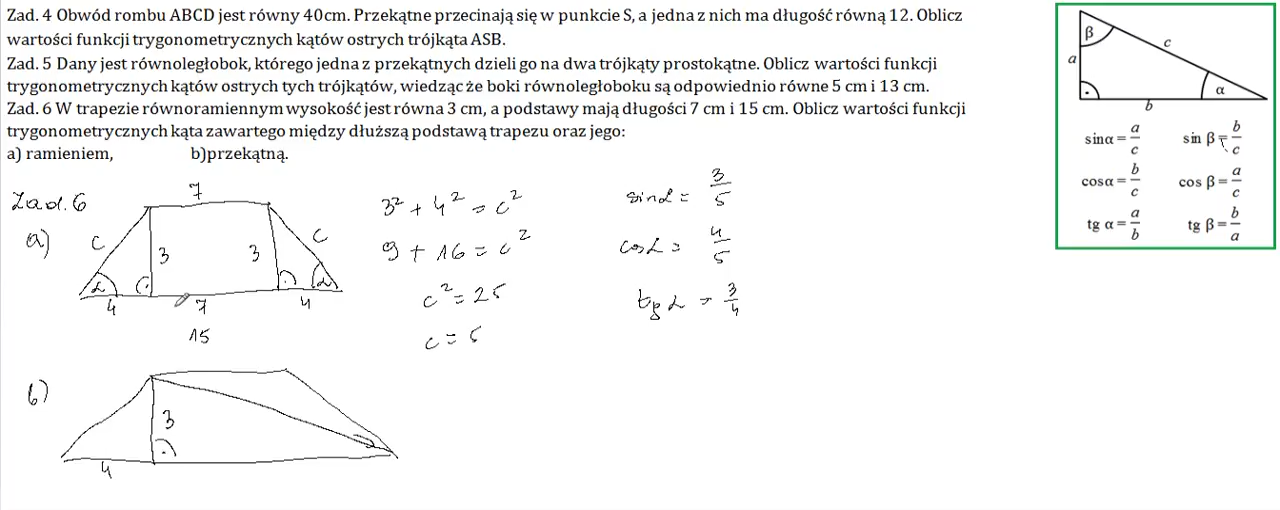 Zad. 4 Obwód rombu ABCD jest równy 40cm. Przekątne przecinają się w punkcie S, a jedna z nich ma długość równą 12. Oblicz
wartości funkcji trygonometrycznych kątów ostrych trójkąta ASB.
Zad. 5 Dany jest równoległobok, którego jedna z przekątnych dzieli go na dwa trójkąty prostokątne. Oblicz wartości funkcji
trygonometrycznych kątów ostrych tych trójkątów, wiedząc że boki równoległoboku są odpowiednio równe 5 cm i 13 cm.
Zad. 6 W trapezie równoramiennym wysokość jest równa 3 cm, a podstawy mają długości 7 cm i 15 cm. Oblicz wartości funkcji
trygonometrycznych kąta zawartego między dłuższą podstawą trapezu oraz jego:
a) ramieniem, b)przekątną.
β
c
a
α
b
sinα = a/c sin β = b/c
cosα = b/c cos β = a/c
tg α = a/b tg β = b/a
Zad. 6
a)
7
c 3 3 c
α α
4 7 4
15
3² + 4² = c²
9 + 16 = c²
c² = 25
c = 5
sin α = 3/5
cos α = 4/5
tg α = 3/4
b)
3
4